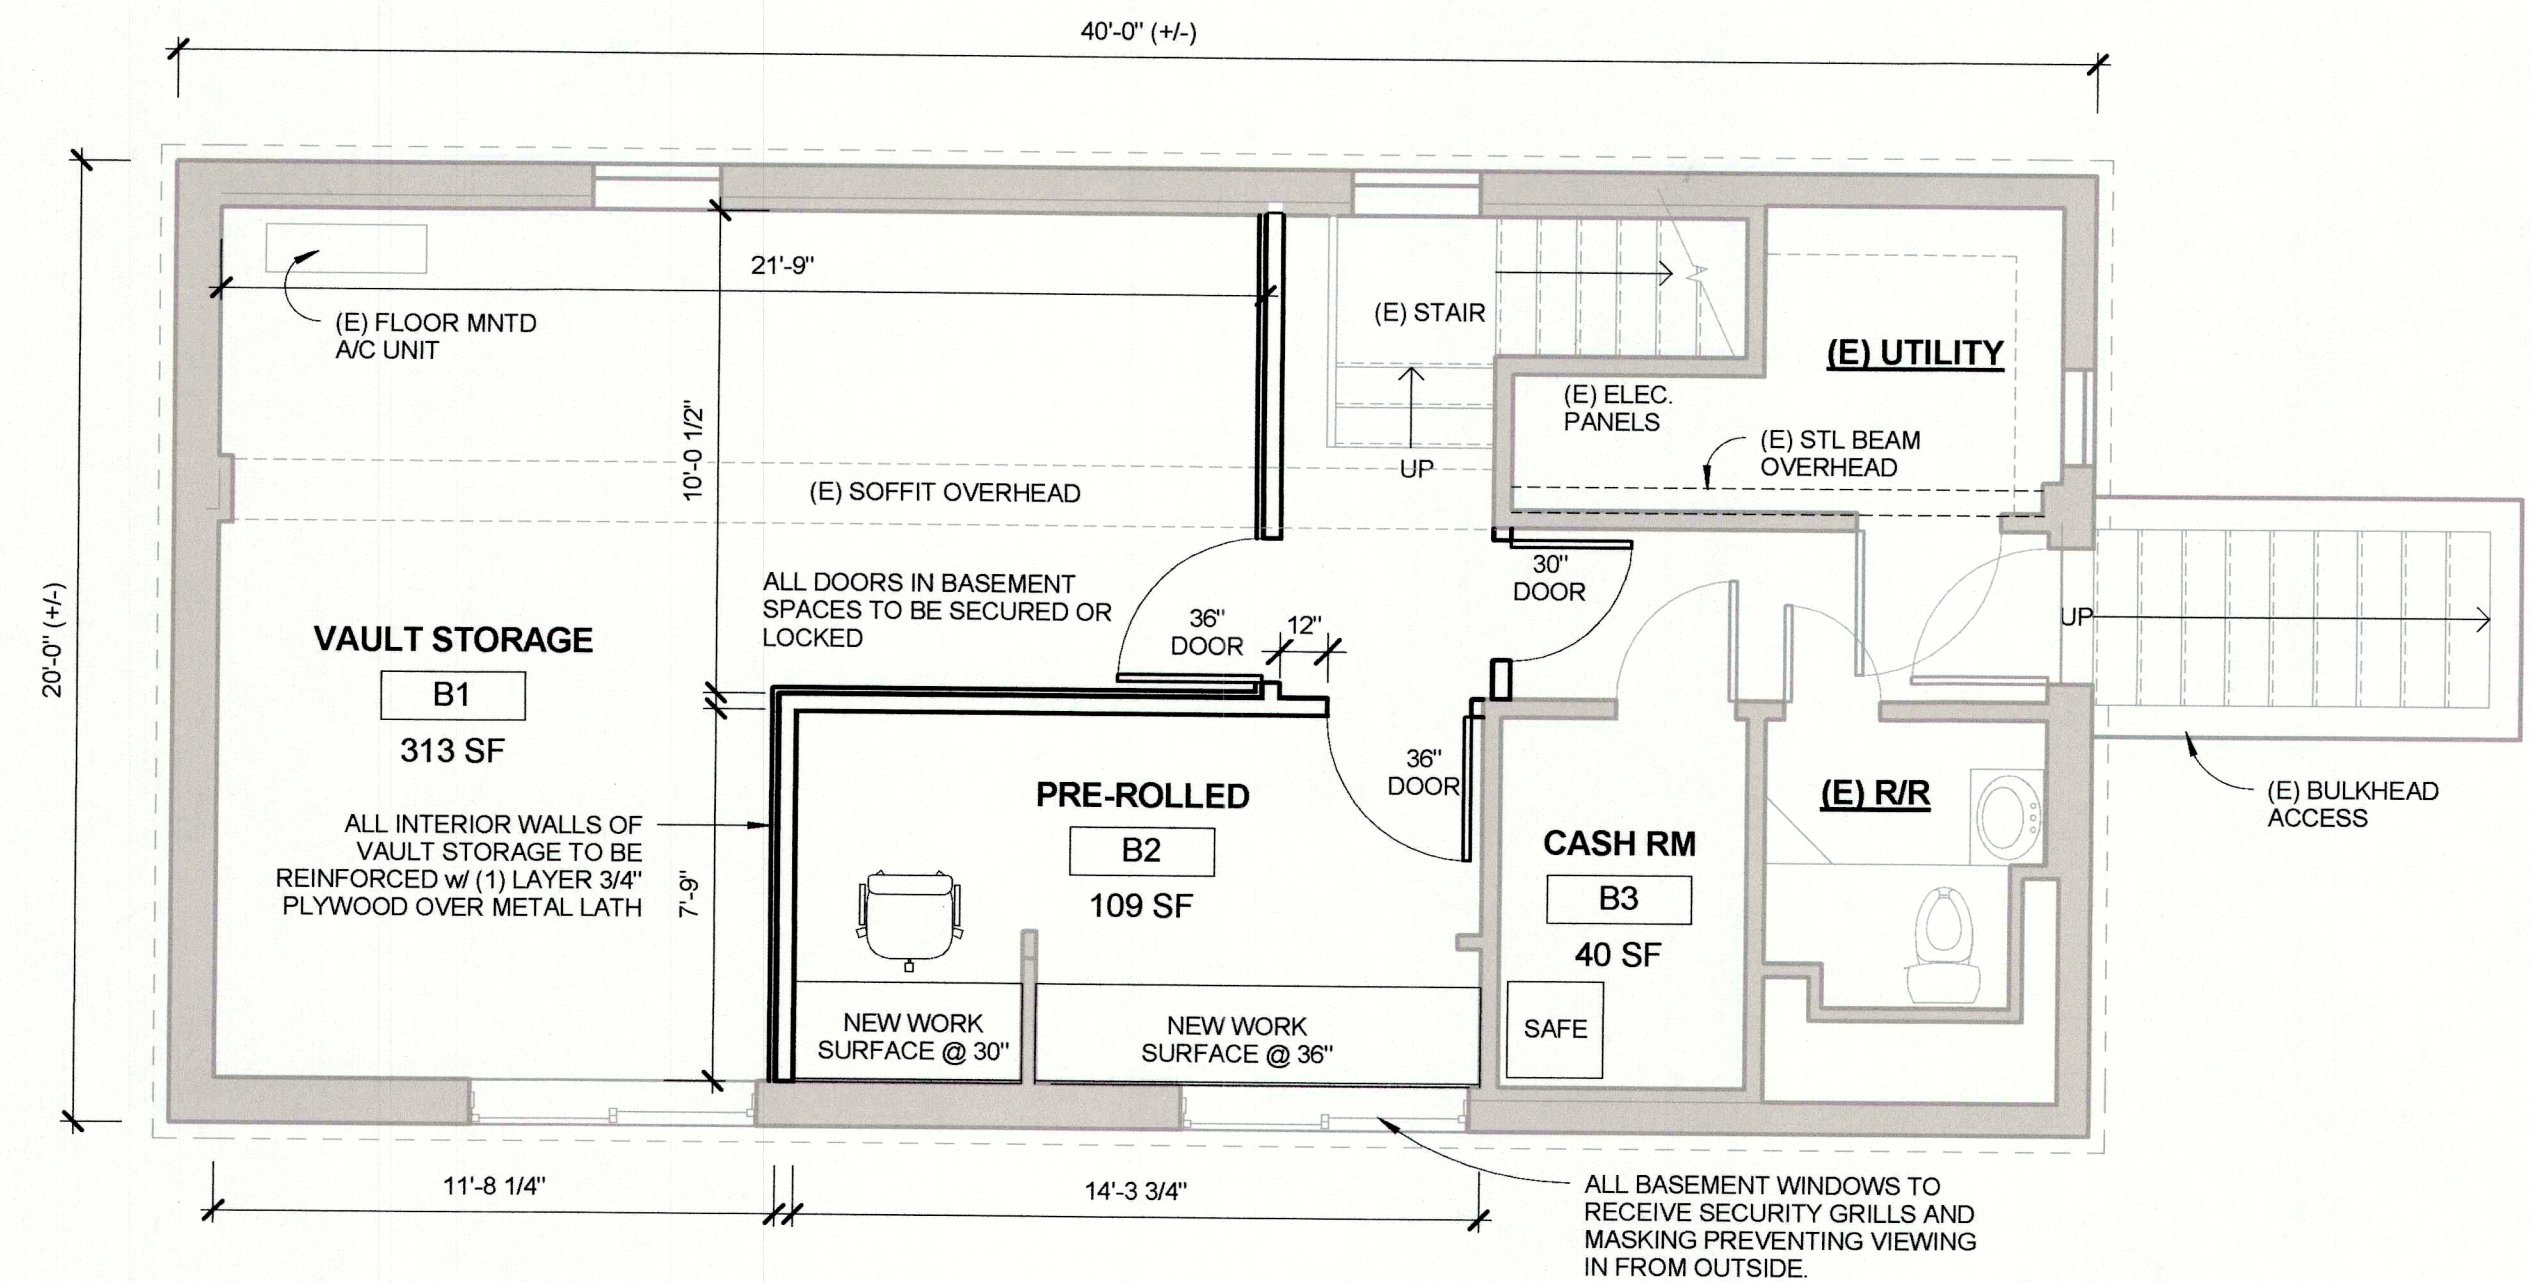 40'-0" (+/-)
21'-9"
(E) FLOOR MNTD
A/C UNIT
(E) STAIR
(E) UTILITY
(E) ELEC.
PANELS
(E) STL BEAM
OVERHEAD
UP
10'-0 1/2"
(E) SOFFIT OVERHEAD
20'-0" (+/-)
ALL DOORS IN BASEMENT
SPACES TO BE SECURED OR
LOCKED
36"
DOOR
12"
30"
DOOR
UP
VAULT STORAGE
B1
313 SF
ALL INTERIOR WALLS OF
VAULT STORAGE TO BE
REINFORCED w/ (1) LAYER 3/4"
PLYWOOD OVER METAL LATH
7'-9"
PRE-ROLLED
B2
109 SF
36"
DOOR
CASH RM
B3
40 SF
(E) R/R
(E) BULKHEAD
ACCESS
NEW WORK
SURFACE @ 30"
NEW WORK
SURFACE @ 36"
SAFE
11'-8 1/4"
14'-3 3/4"
ALL BASEMENT WINDOWS TO
RECEIVE SECURITY GRILLS AND
MASKING PREVENTING VIEWING
IN FROM OUTSIDE.